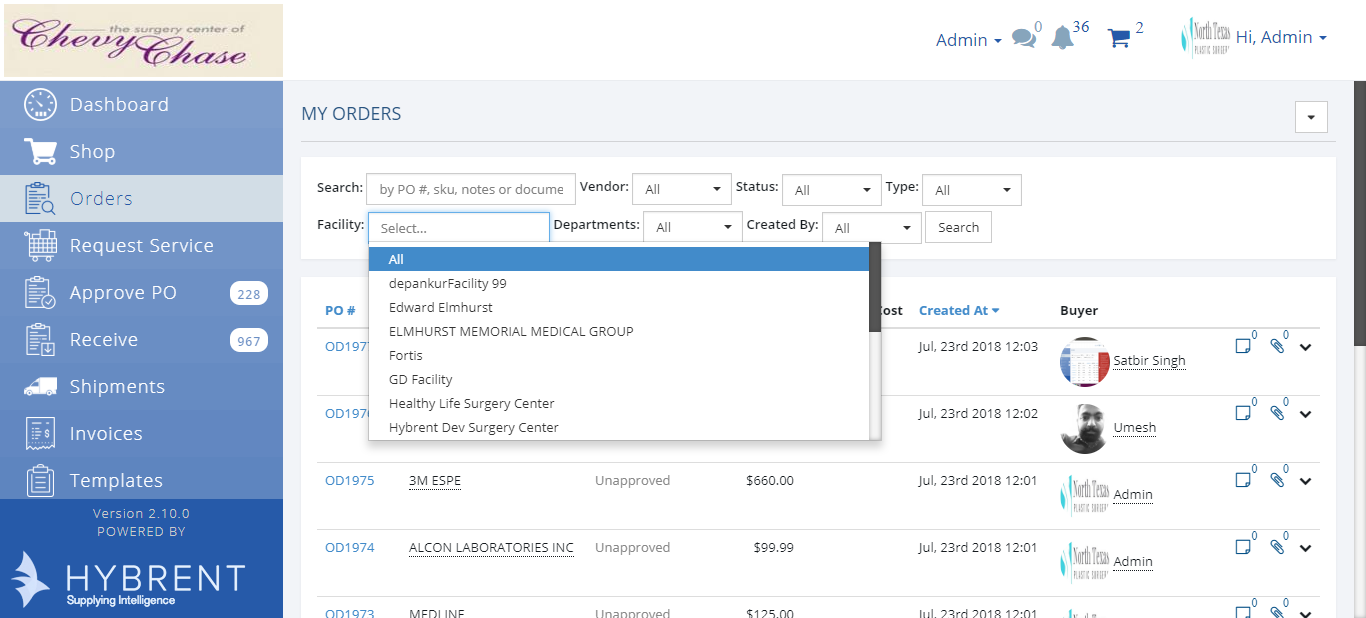 the surgery center of
Chevy Chase
Admin
0
36
2
North Texas
PLASTIC SURGERY
Hi, Admin
Dashboard
Shop
Orders
Request Service
Approve PO 228
Receive 967
Shipments
Invoices
Templates
Version 2.10.0
POWERED BY
HYBRENT
Supplying Intelligence
MY ORDERS
Search: by PO #, sku, notes or docume Vendor: All Status: All Type: All
Facility: Select... Departments: All Created By: All Search
All
depankurFacility 99
Edward Elmhurst
ELMHURST MEMORIAL MEDICAL GROUP
Fortis
GD Facility
Healthy Life Surgery Center
Hybrent Dev Surgery Center
PO # ost Created At Buyer
OD1977 Jul, 23rd 2018 12:03 Satbir Singh 0 0
OD1976 Jul, 23rd 2018 12:02 Umesh 0 0
OD1975 3M ESPE Unapproved $660.00 Jul, 23rd 2018 12:01 North Texas PLASTIC SURGERY Admin 0 0
OD1974 ALCON LABORATORIES INC Unapproved $99.99 Jul, 23rd 2018 12:01 North Texas PLASTIC SURGERY Admin 0 0
OD1973 MEDLINE Unapproved $125.00 Jul, 23rd 2018 12:01 0 0